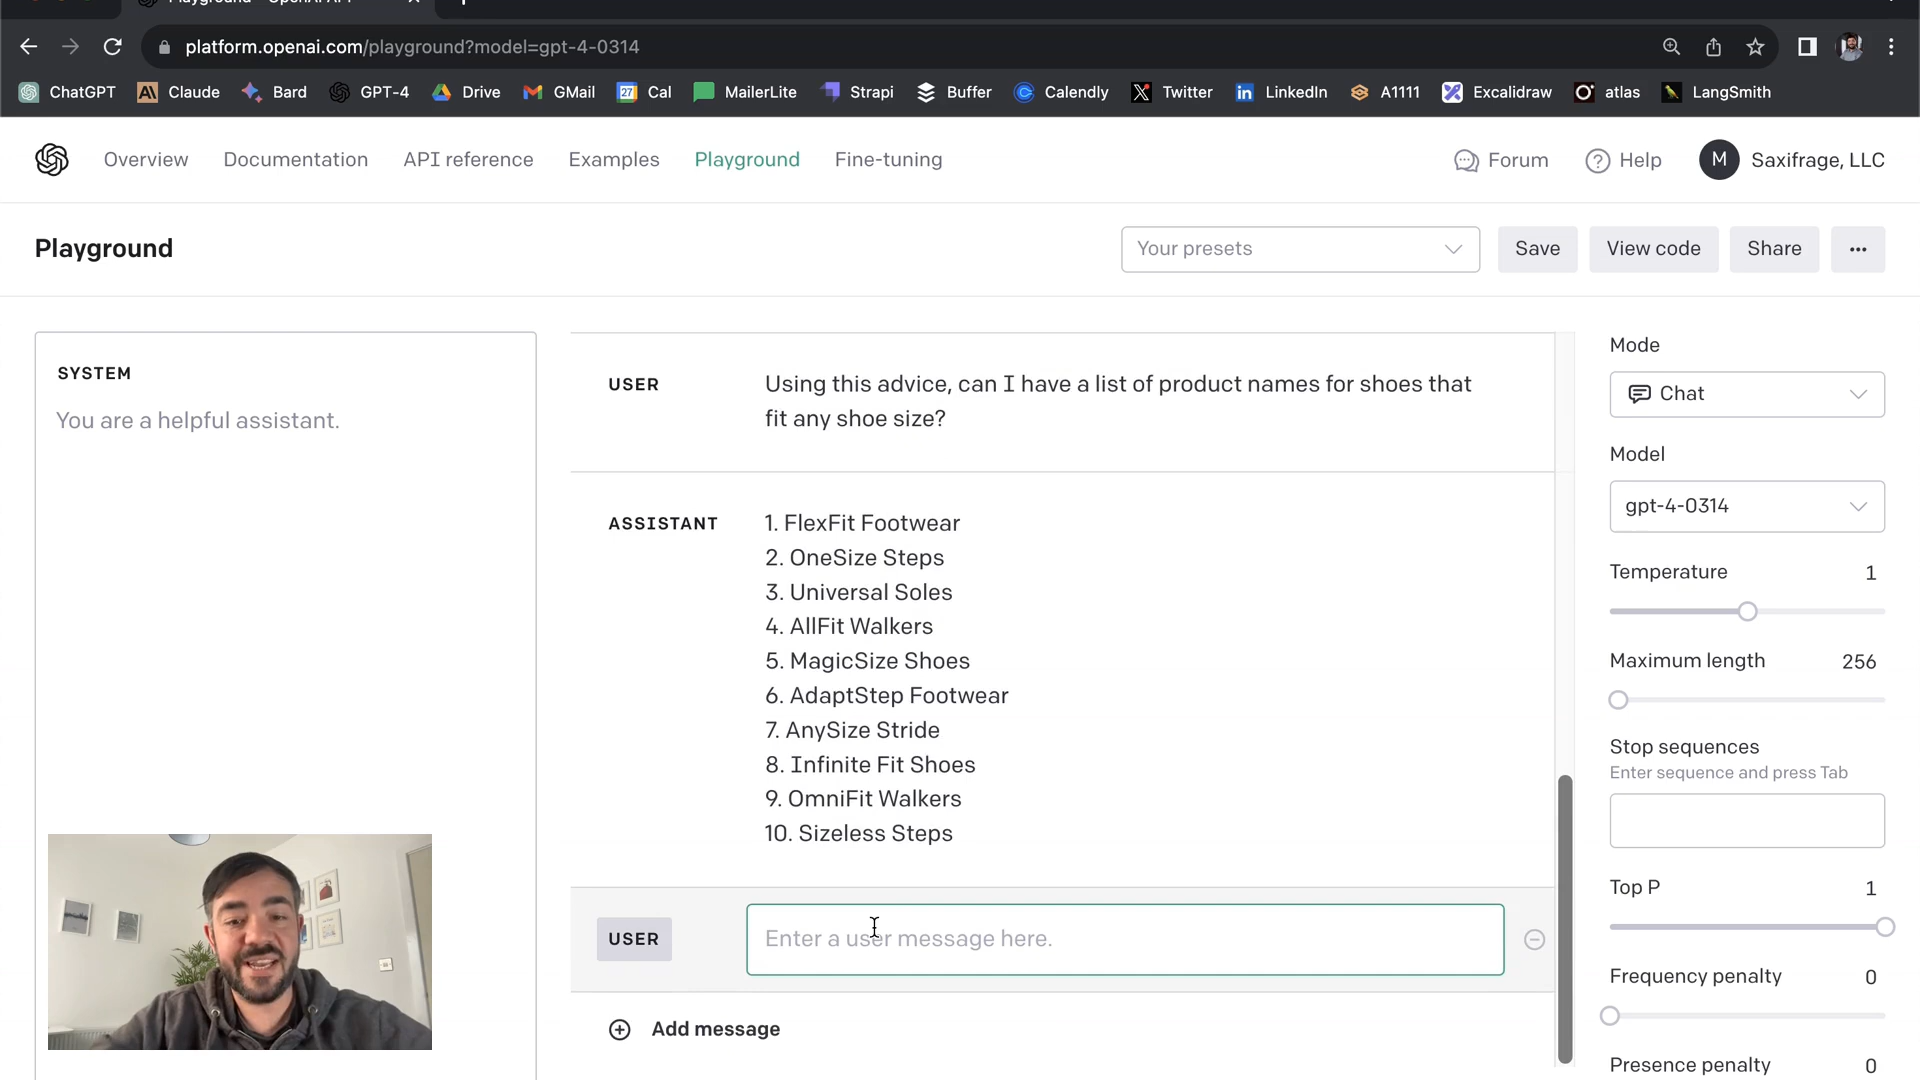 platform.openai.com/playground?model=gpt-4-0314
ChatGPT Claude Bard GPT-4 Drive GMail 27 Cal MailerLite Strapi Buffer Calendly Twitter LinkedIn A1111 Excalidraw atlas LangSmith
Overview Documentation API reference Examples Playground Fine-tuning Forum Help M Saxifrage, LLC
Playground Your presets Save View code Share ...
SYSTEM
You are a helpful assistant.
USER Using this advice, can I have a list of product names for shoes that
fit any shoe size?
ASSISTANT 1. FlexFit Footwear
2. OneSize Steps
3. Universal Soles
4. AllFit Walkers
5. MagicSize Shoes
6. AdaptStep Footwear
7. AnySize Stride
8. Infinite Fit Shoes
9. OmniFit Walkers
10. Sizeless Steps
USER Enter a user message here.
Add message
Mode
Chat
Model
gpt-4-0314
Temperature 1
Maximum length 256
Stop sequences
Enter sequence and press Tab
Top P 1
Frequency penalty 0
Presence penalty 0